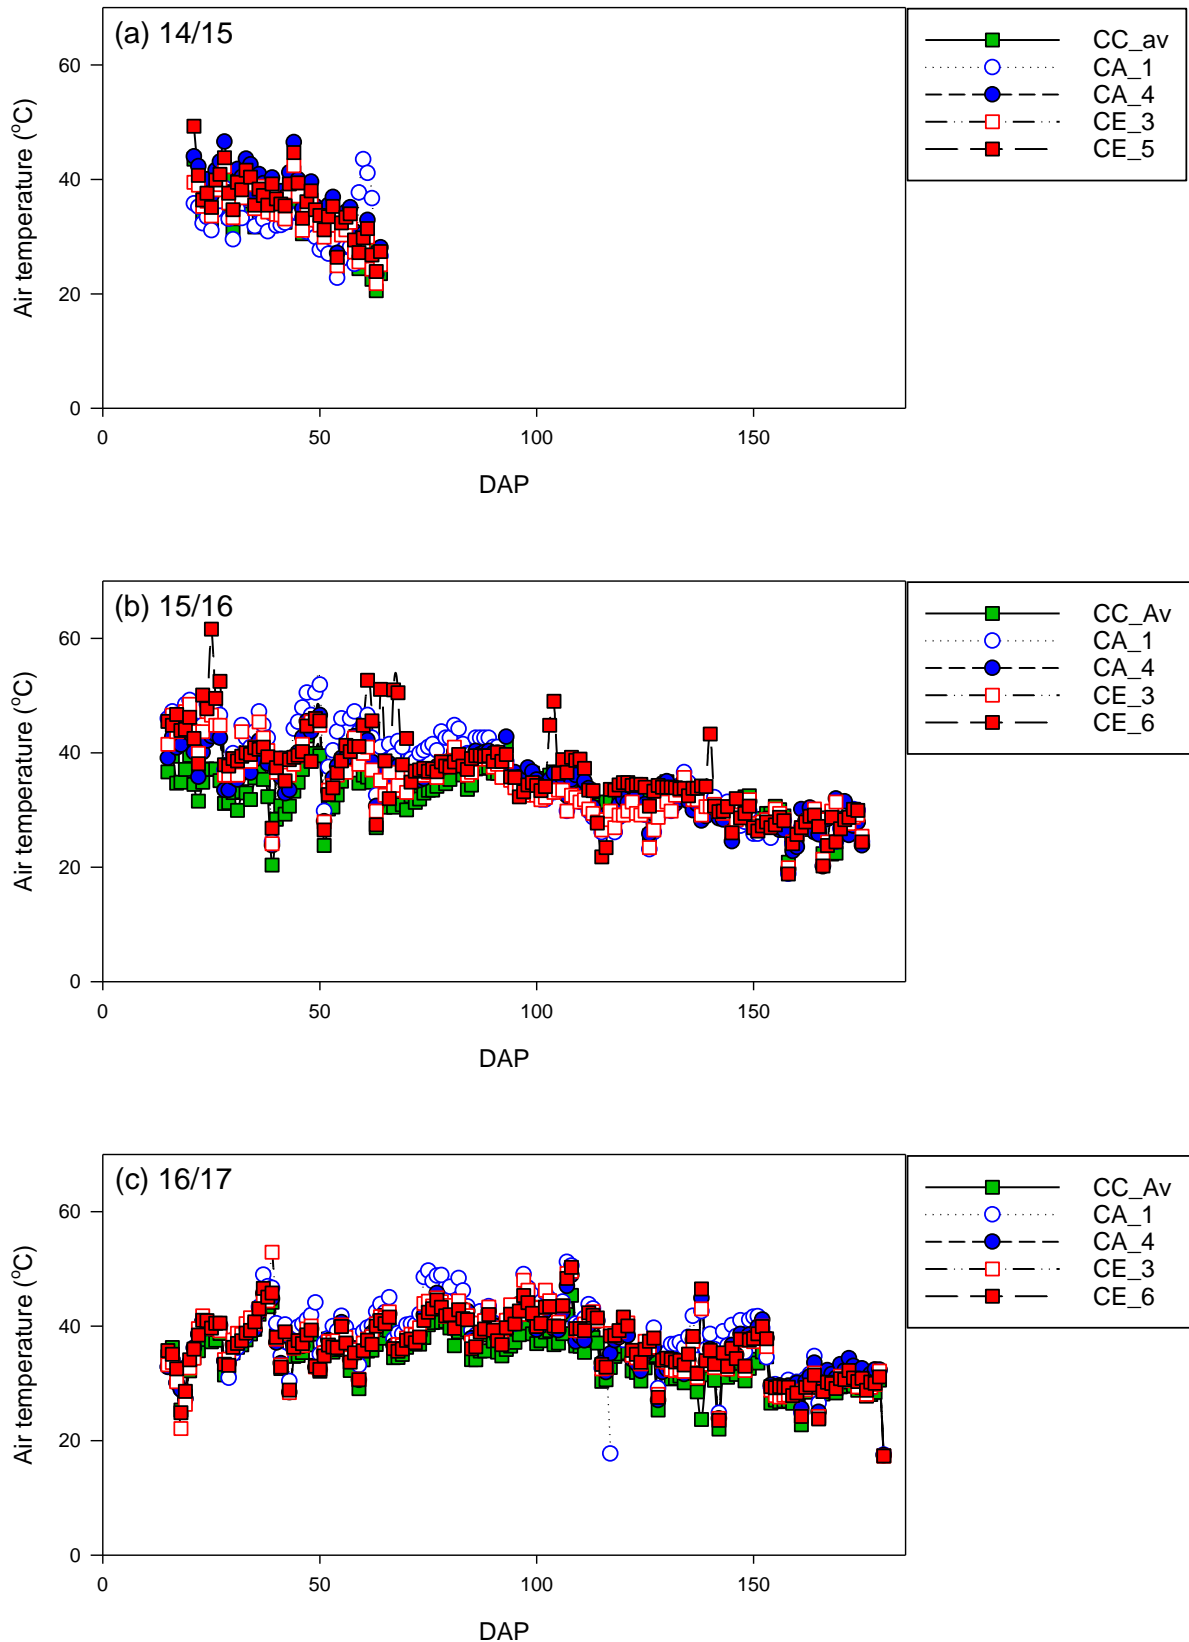 (a) 14/15
CC_av
CA_1
CA_4
CE_3
CE_5
Air temperature (°C)
60
40
20
0
0 50 100 150
DAP
(b) 15/16
CC_Av
CA_1
CA_4
CE_3
CE_6
Air temperature (°C)
60
40
20
0
0 50 100 150
DAP
(c) 16/17
CC_Av
CA_1
CA_4
CE_3
CE_6
Air temperature (°C)
60
40
20
0
0 50 100 150
DAP